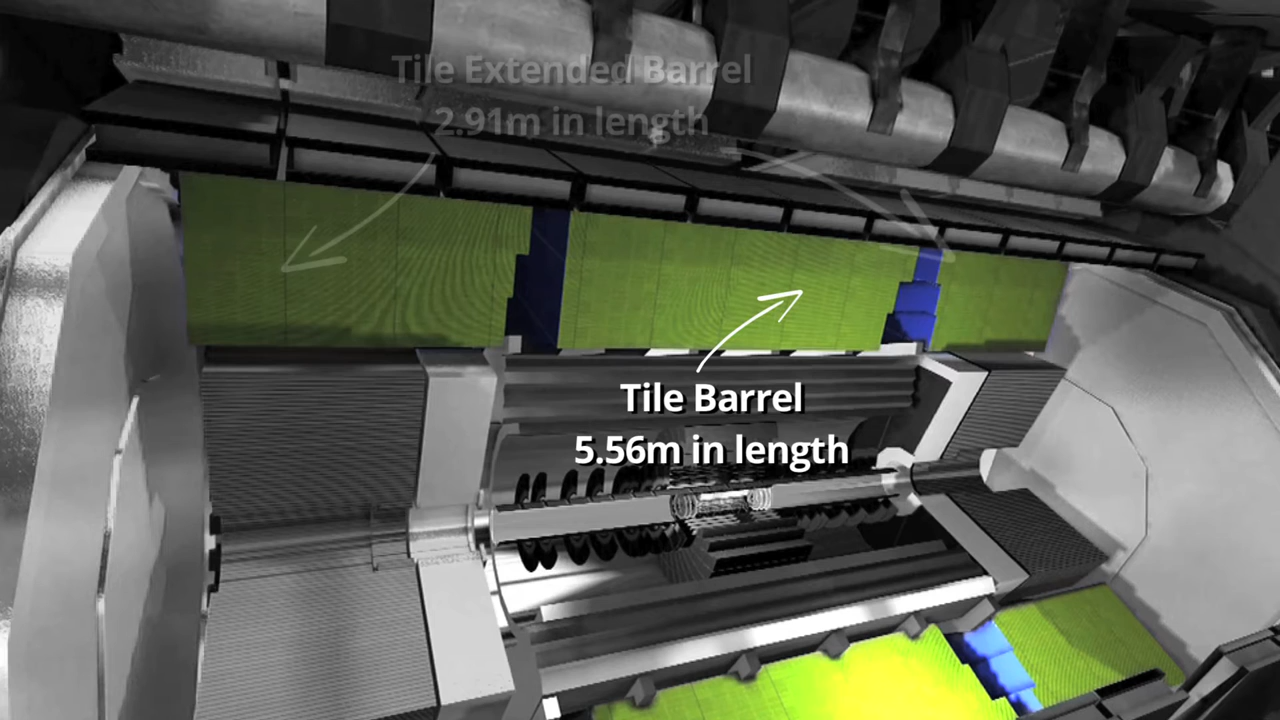 Tile Extended Barrel
2.91m in length
Tile Barrel
5.56m in length